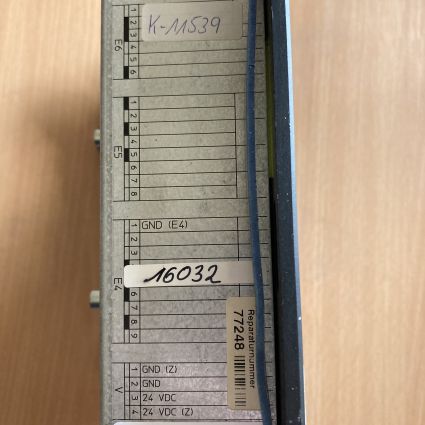 K-11539
E6
1
2
3
4
5
6
E5
1
2
3
4
5
6
7
8
E4
1 GND (E4)
2
3
16032
6
7
8
9
Reparaturnummer
77248
V
1 GND (Z)
2 GND
3 24 VDC
4 24 VDC (Z)